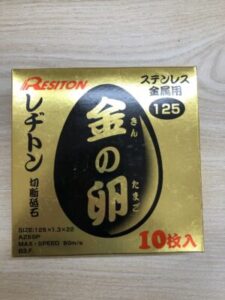 RESITON
ステンレス
金属用
125
レヂトン
切断砥石
金の卵
きん
たまご
SIZE:125×1.3×22
AZ60P
MAX・SPEED 80m/s
B3.F.
10枚入